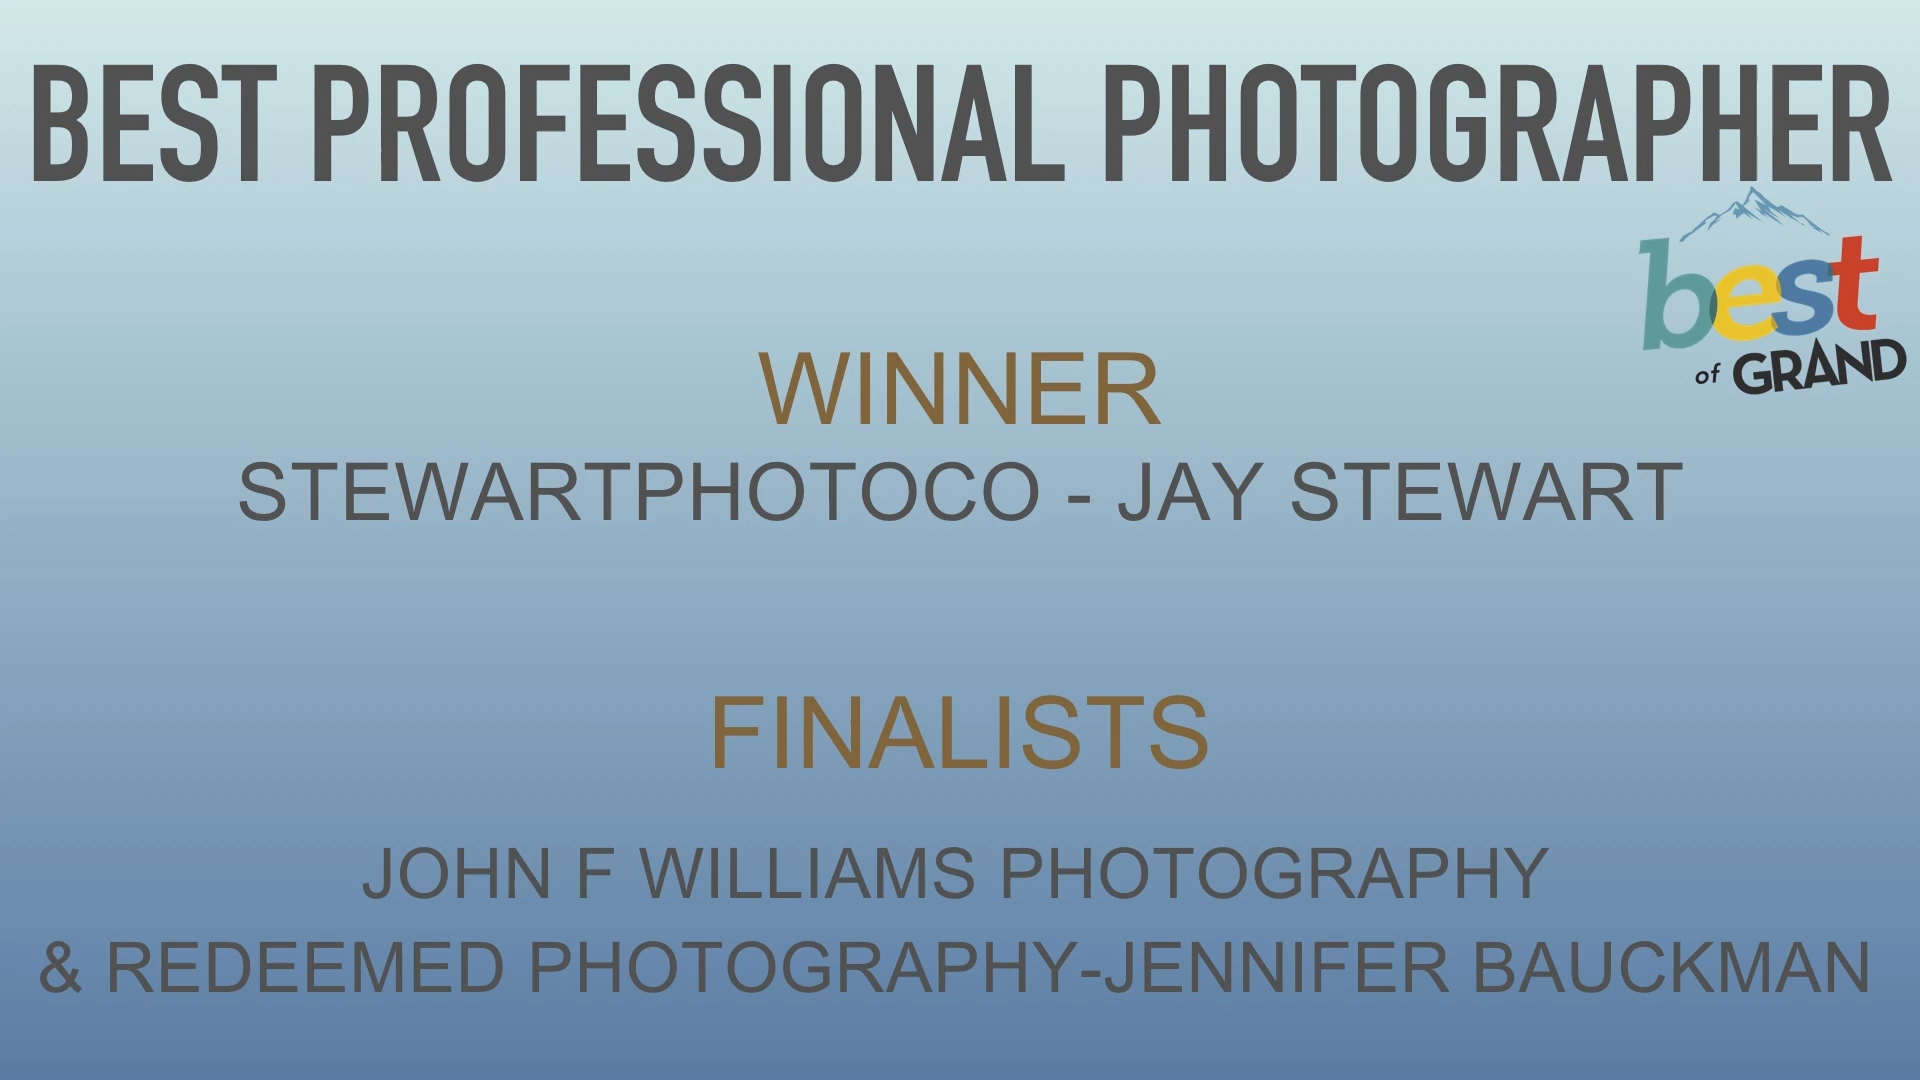 BEST PROFESSIONAL PHOTOGRAPHER
best
of GRAND
WINNER
STEWARTPHOTOCO - JAY STEWART
FINALISTS
JOHN F WILLIAMS PHOTOGRAPHY
& REDEEMED PHOTOGRAPHY-JENNIFER BAUCKMAN